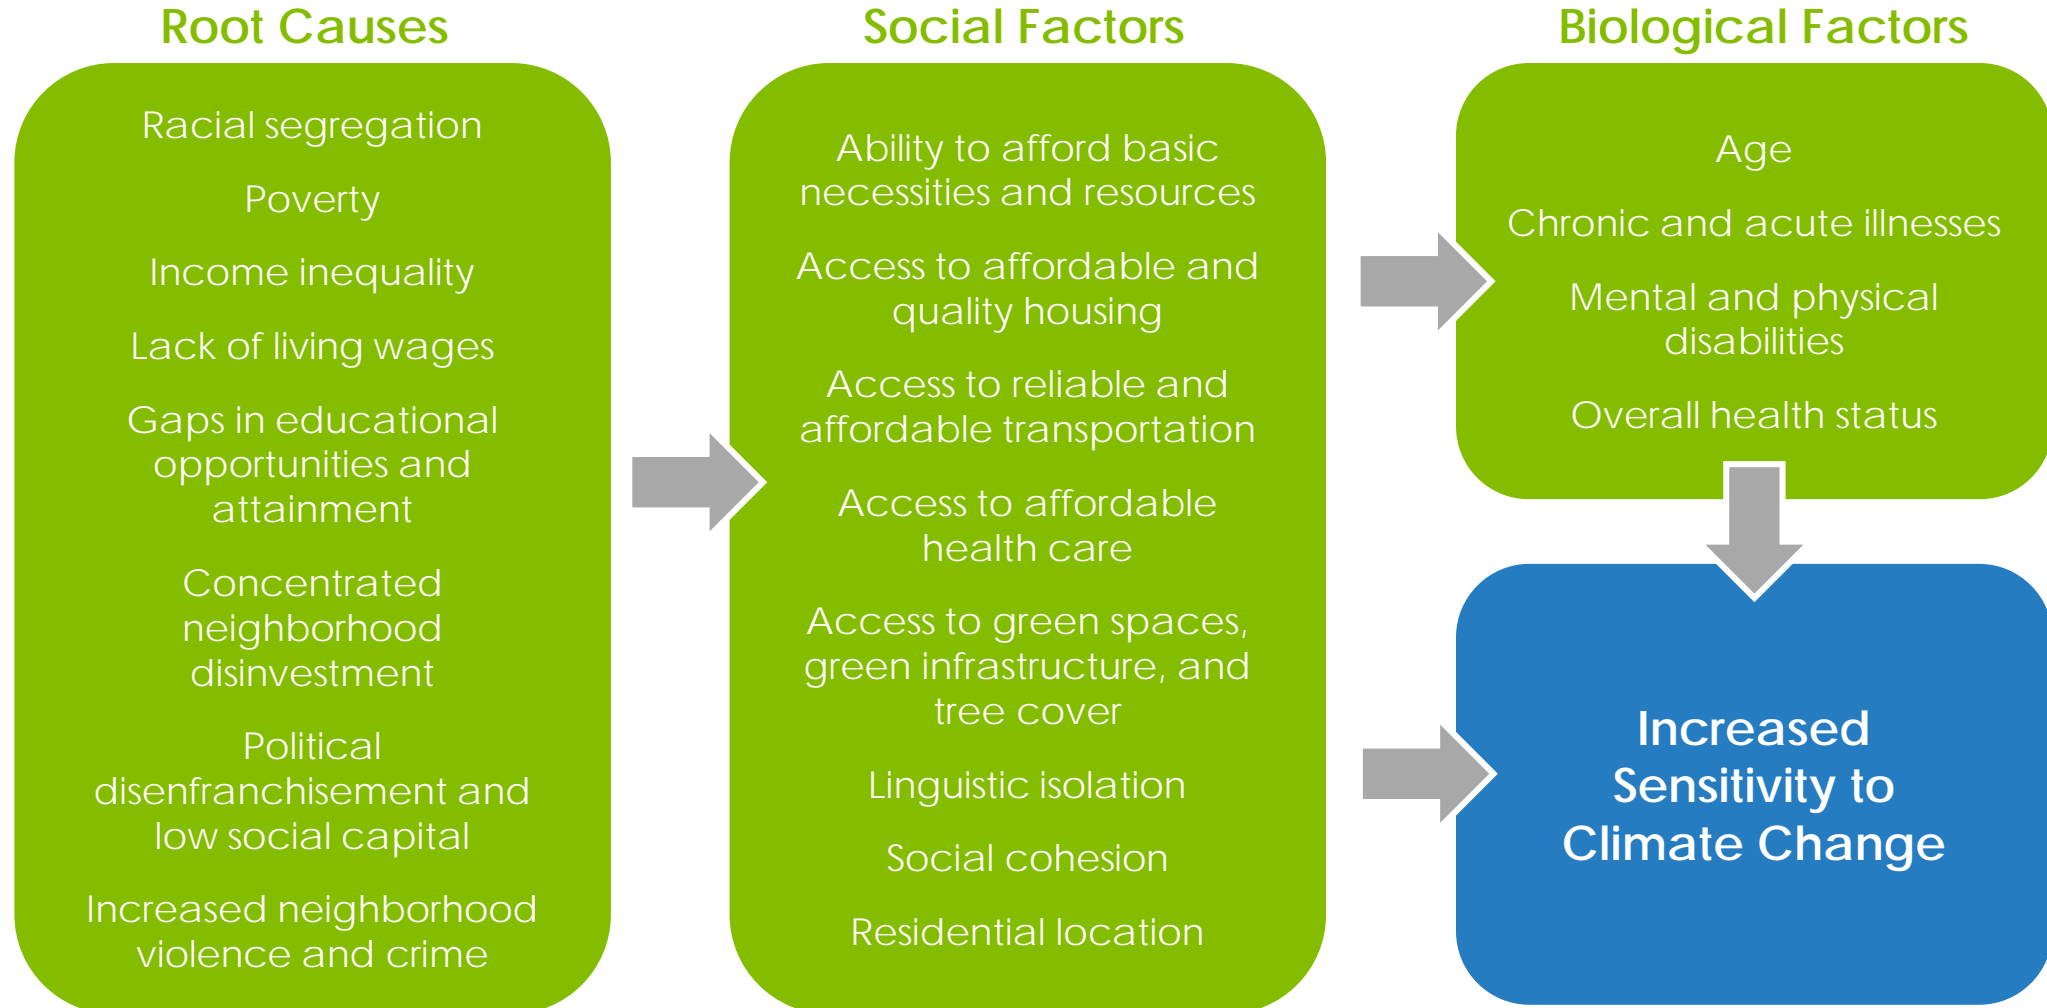 Root Causes
Racial segregation
Poverty
Income inequality
Lack of living wages
Gaps in educational
opportunities and
attainment
Concentrated
neighborhood
disinvestment
Political
disenfranchisement and
low social capital
Increased neighborhood
violence and crime
Social Factors
Ability to afford basic
necessities and resources
Access to affordable and
quality housing
Access to reliable and
affordable transportation
Access to affordable
health care
Access to green spaces,
green infrastructure, and
tree cover
Linguistic isolation
Social cohesion
Residential location
Biological Factors
Age
Chronic and acute illnesses
Mental and physical
disabilities
Overall health status
Increased
Sensitivity to
Climate Change